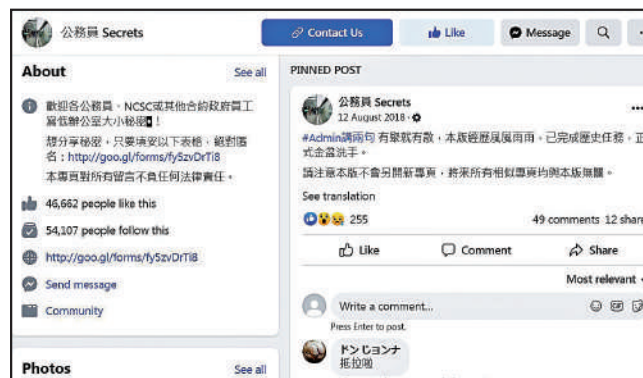 公務員 Secrets
Contact Us
Like
Message
About
See all
歡迎各公務員、NCSC或其他合約政府員工
寫低辦公室大小秘密！
想分享秘密，只要填妥以下表格，絕對匿
名：http://goo.gl/forms/fy5zvDrTi8
本專頁對所有留言不負任何法律責任。
46,662 people like this
54,107 people follow this
http://goo.gl/forms/fy5zvDrTi8
Send message
Community
Photos
See all
PINNED POST
公務員 Secrets
12 August 2018
#Admin講兩句 有聚就有散，本版經歷風風雨雨，已完成歷史任務，正
式金盆洗手。
請注意本版不會另開新專頁，將來所有相似專頁均與本版無關。
See translation
255
49 comments 12 share
Like
Comment
Share
Most relevant
Write a comment...
GIF
Press Enter to post.
ドンジョンナ
抵拉啦